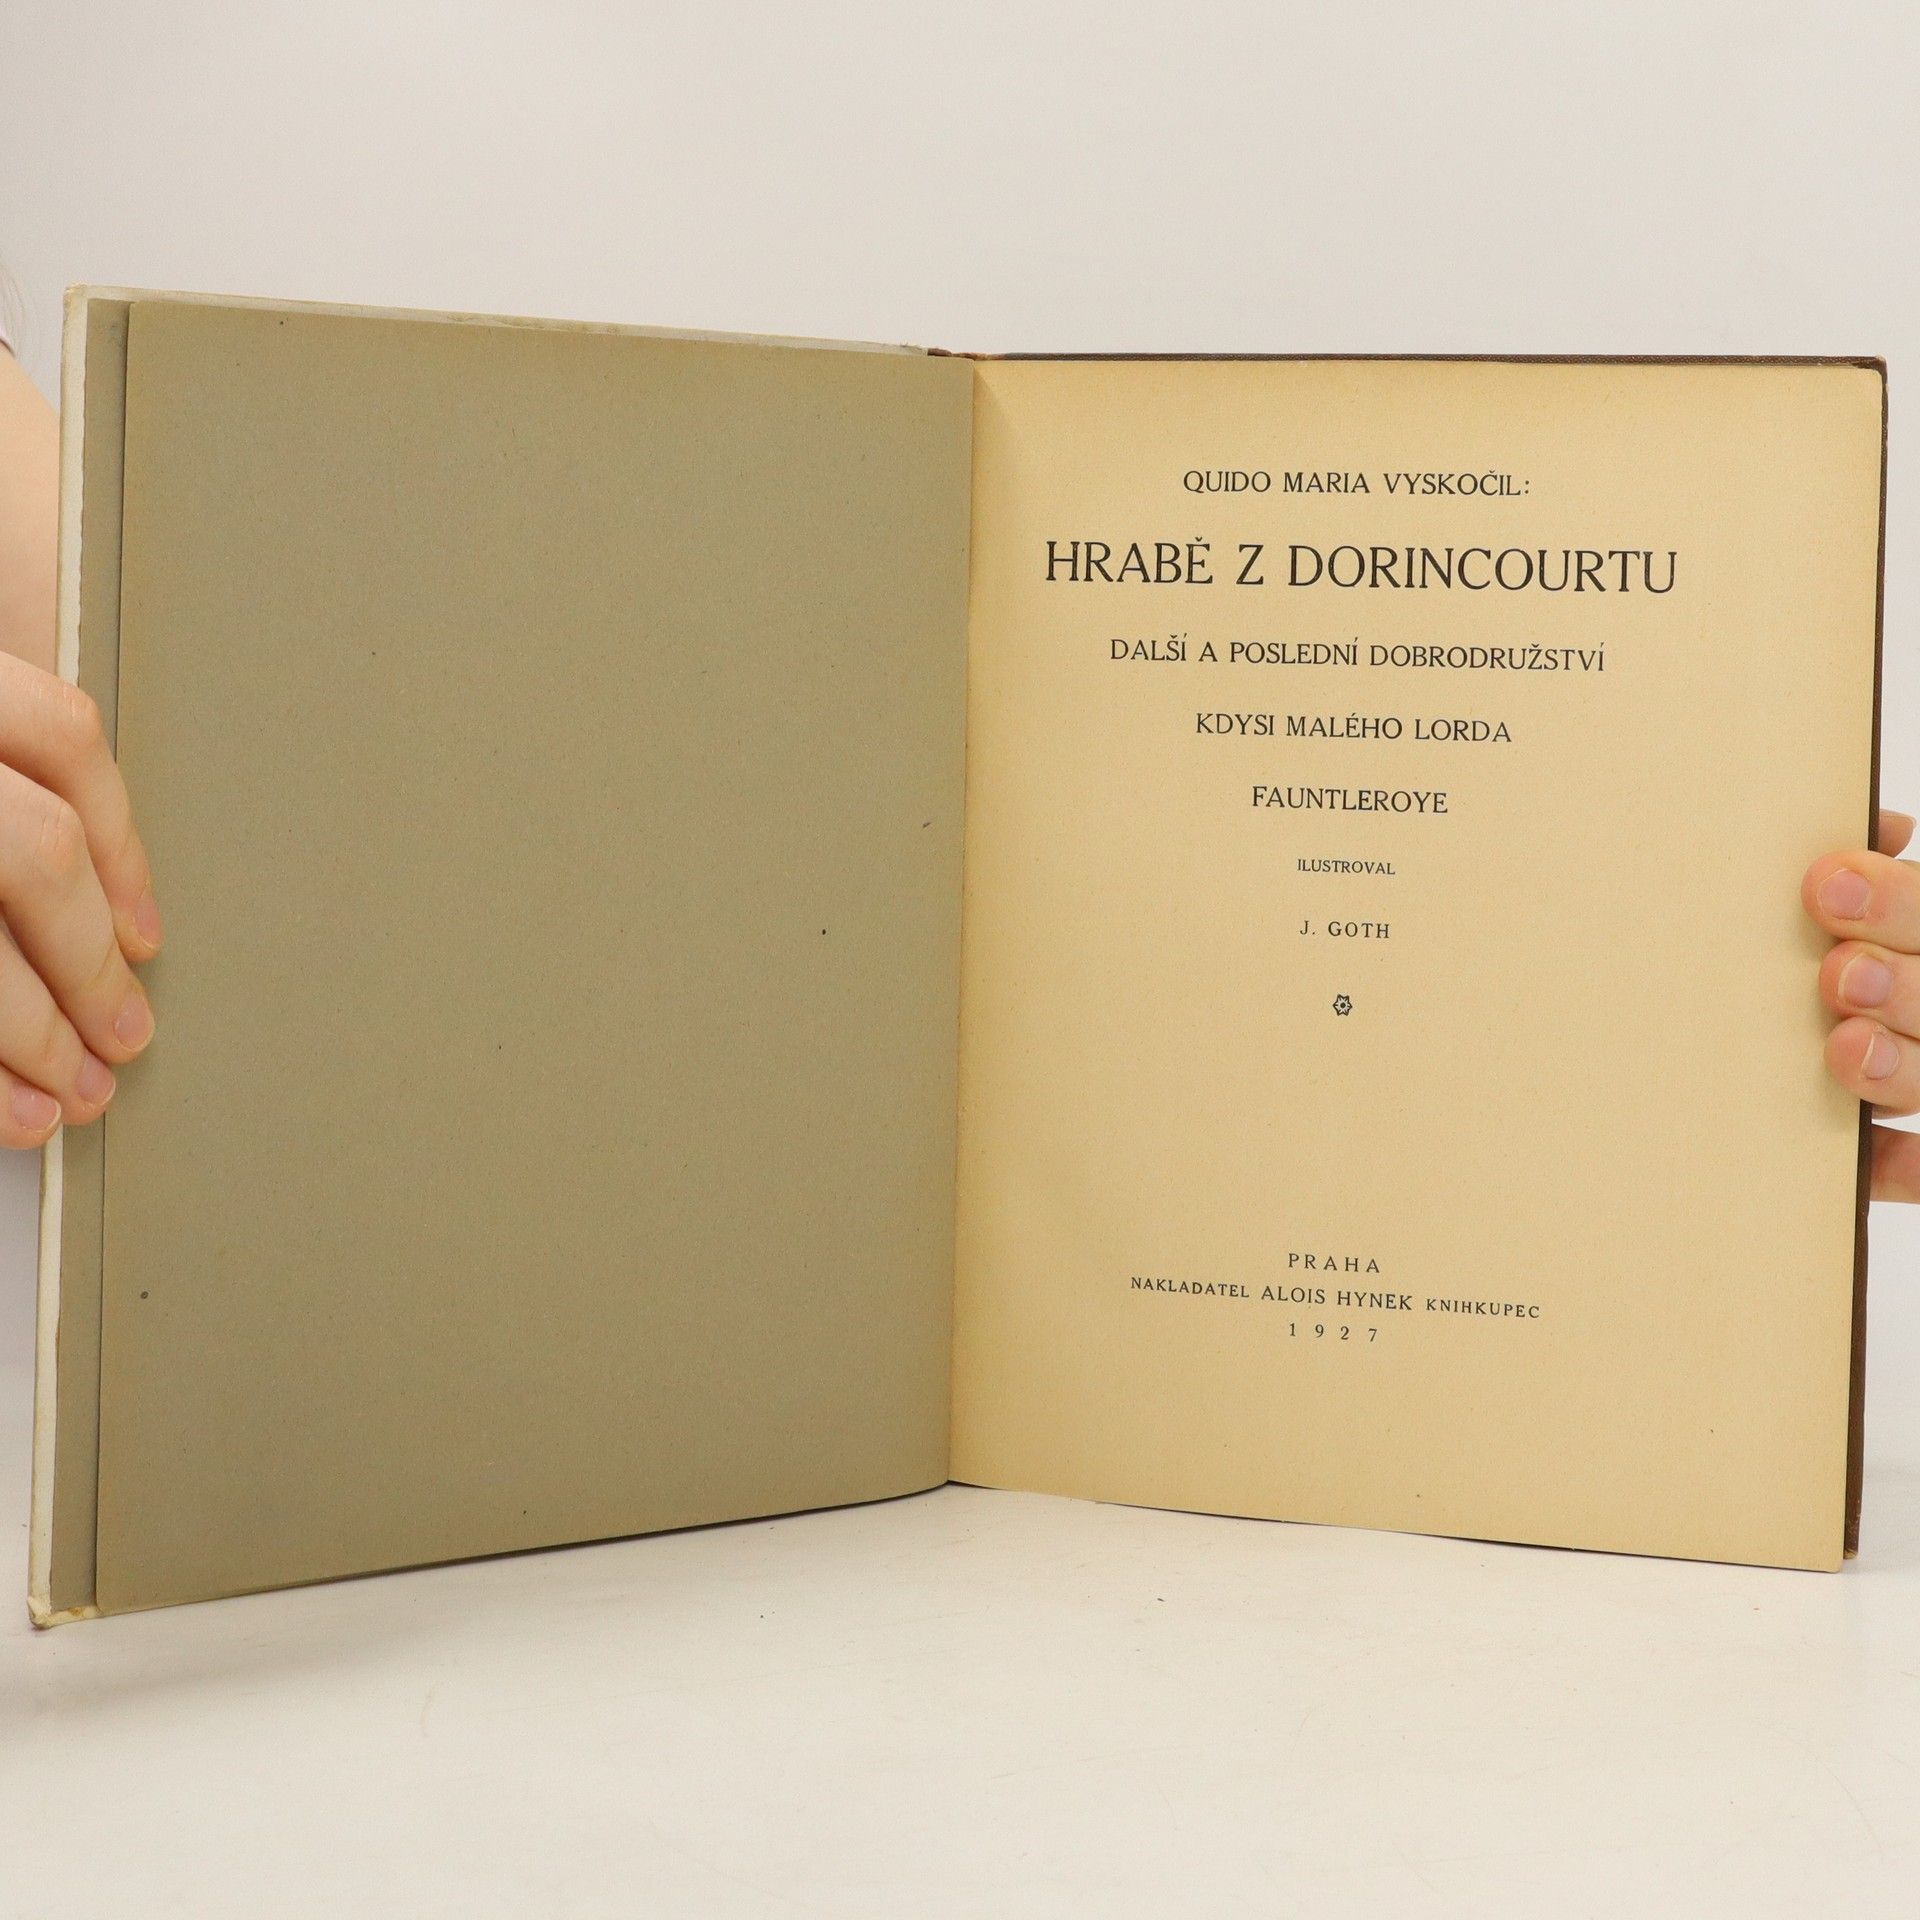 QUIDO MARIA VYSKOČIL:
HRABĚ Z DORINCOURTU
DALŠÍ A POSLEDNÍ DOBRODRUŽSTVÍ
KDYSI MALÉHO LORDA
FAUNTLEROYE
ILUSTROVAL
J. GOTH
PRAHA
NAKLADATEL ALOIS HYNEK KNIHKUPEC
1927